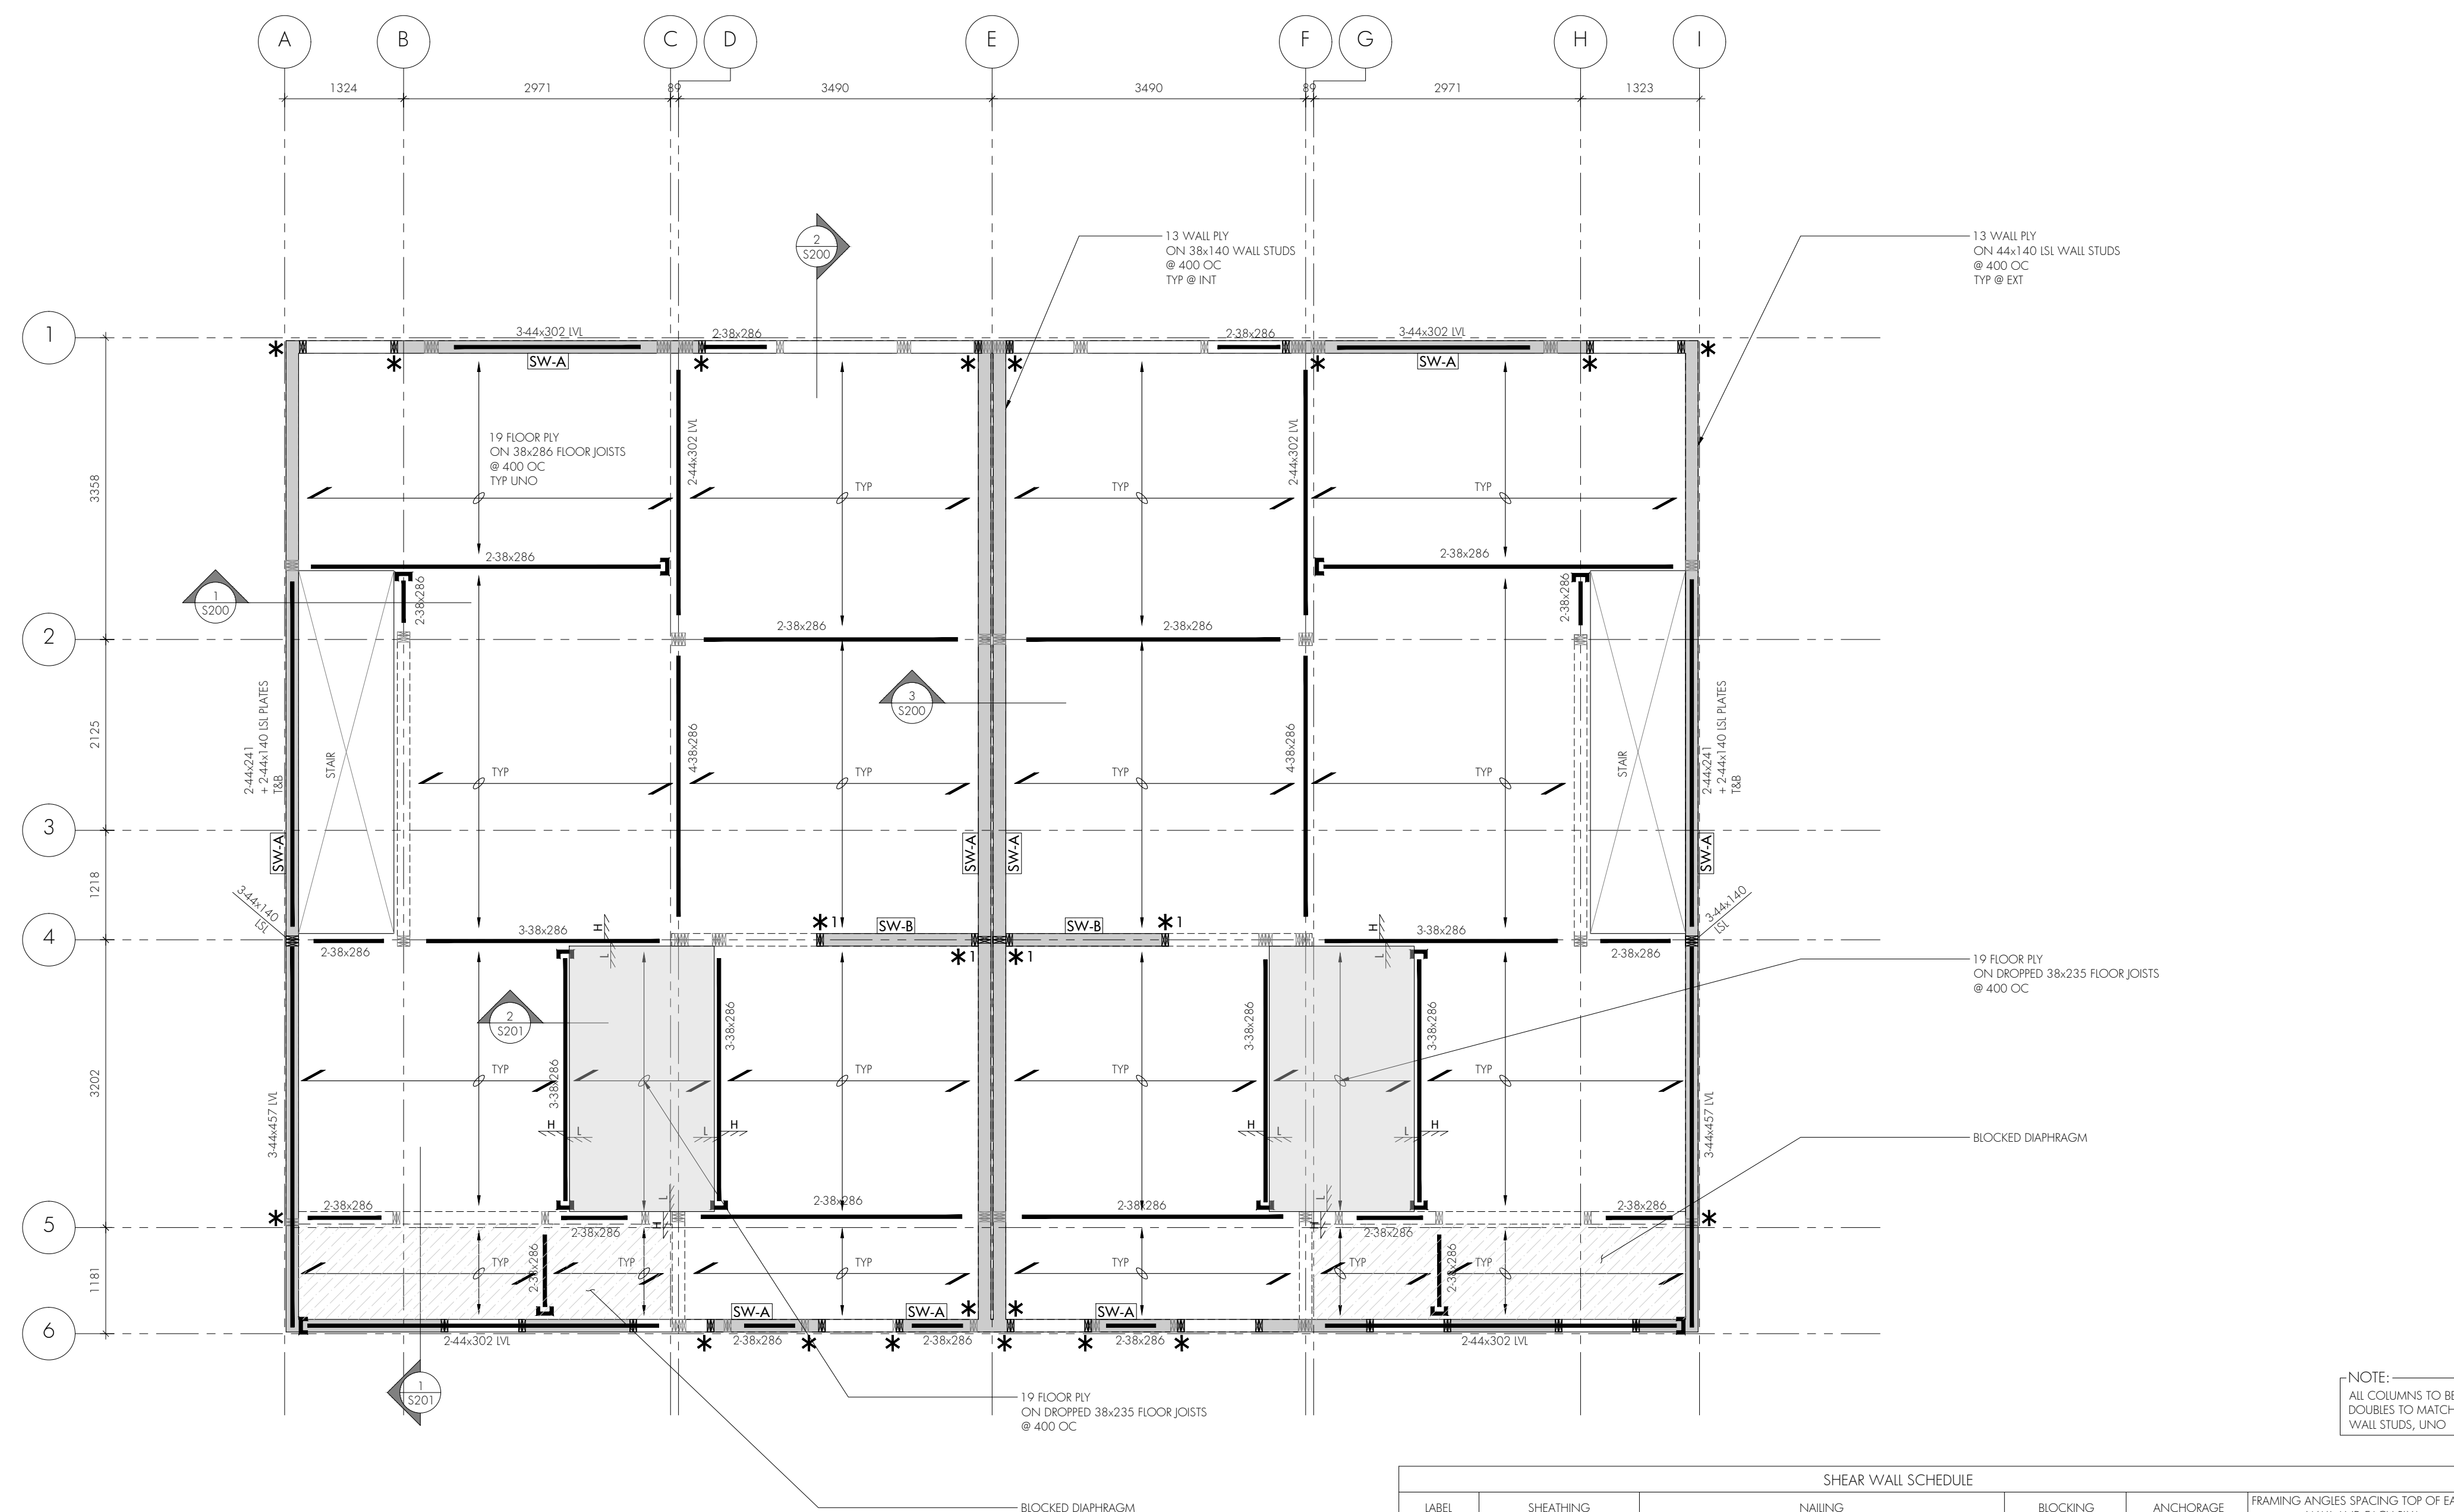 A
B
C
D
E
F
G
H
I
1324
2971
89
3490
3490
89
2971
1323
2
S200
13 WALL PLY
ON 38x140 WALL STUDS
@ 400 OC
TYP @ INT
13 WALL PLY
ON 44x140 LSL WALL STUDS
@ 400 OC
TYP @ EXT
1
3-44x302 LVL
2-38x286
2-38x286
3-44x302 LVL
SW-A
SW-A
19 FLOOR PLY
ON 38x286 FLOOR JOISTS
@ 400 OC
TYP UNO
2-44x302 LVL
2-44x302 LVL
TYP
TYP
TYP
3358
2-38x286
2-38x286
1
S200
2-38x286
2-38x286
2
2-38x286
2-38x286
3
S200
2125
2-44x241
+ 2-44x140 LSL PLATES
T&B
STAIR
TYP
4-38x286
TYP
TYP
4-38x286
TYP
STAIR
2-44x241
+ 2-44x140 LSL PLATES
T&B
3
SW-A
SW-A
SW-A
SW-A
1218
3-44x140
LSL
3-44x140
LSL
4
2-38x286
3-38x286
H
L
1
SW-B
SW-B
1
1
1
H
L
3-38x286
2-38x286
19 FLOOR PLY
ON DROPPED 38x235 FLOOR JOISTS
@ 400 OC
2
S201
3202
3-44x457 LVL
TYP
3-38x286
3-38x286
TYP
TYP
3-38x286
3-38x286
TYP
3-44x457 LVL
H
L
L
H
H
L
L
H
BLOCKED DIAPHRAGM
5
2-38x286
2-38x286
L
H
2-38x286
2-38x286
L
H
2-38x286
2-38x286
1181
TYP
2-38x286
TYP
TYP
TYP
TYP
2-38x286
TYP
6
SW-A
SW-A
SW-A
2-44x302 LVL
2-38x286
2-38x286
2-38x286
2-44x302 LVL
1
S201
19 FLOOR PLY
ON DROPPED 38x235 FLOOR JOISTS
@ 400 OC
BLOCKED DIAPHRAGM
NOTE:
ALL COLUMNS TO BE
DOUBLES TO MATCH
WALL STUDS, UNO
SHEAR WALL SCHEDULE
LABEL
SHEATHING
NAILING
BLOCKING
ANCHORAGE
FRAMING ANGLES SPACING TOP OF